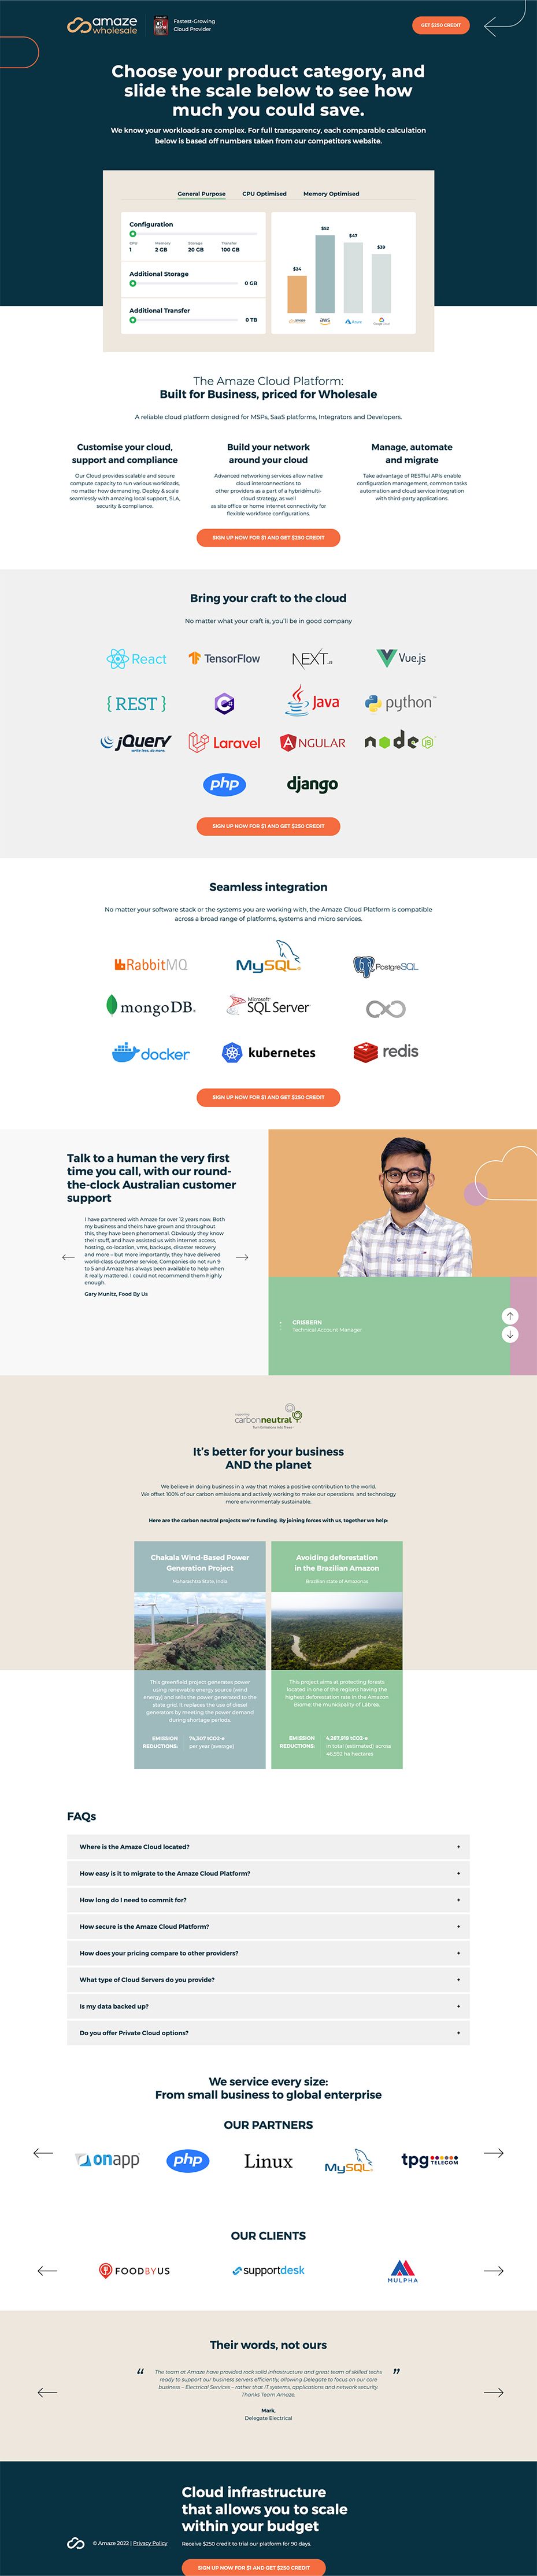 amaze
wholesale
Fastest-Growing
Cloud Provider
GET $250 CREDIT
Choose your product category, and
slide the scale below to see how
much you could save.
We know your workloads are complex. For full transparency, each comparable calculation
below is based off numbers taken from our competitors website.
General Purpose CPU Optimised Memory Optimised
Configuration
CPU Memory Storage Transfer
1 2 GB 20 GB 100 GB
Additional Storage
0 GB
Additional Transfer
0 TB
$24
$52
$47
$39
amaze aws Azure Google Cloud
The Amaze Cloud Platform:
Built for Business, priced for Wholesale
A reliable cloud platform designed for MSPs, SaaS platforms, Integrators and Developers.
Customise your cloud,
support and compliance
Our Cloud provides scalable and secure
compute capacity to run various workloads,
no matter how demanding. Deploy & scale
seamlessly with amazing local support, SLA,
security & compliance.
Build your network
around your cloud
Advanced networking services allow native
cloud interconnections to
other providers as a part of a hybrid/multi-
cloud strategy, as well
as site office or home internet connectivity for
flexible workforce configurations.
Manage, automate
and migrate
Take advantage of RESTful APIs enable
configuration management, common tasks
automation and cloud service integration
with third-party applications.
SIGN UP NOW FOR $1 AND GET $250 CREDIT
Bring your craft to the cloud
No matter what your craft is, you'll be in good company
React TensorFlow NEXT.JS Vue.js
{ REST } C# Java python™
jQuery Laravel ANGULAR node JS
write less, do more.
php django
SIGN UP NOW FOR $1 AND GET $250 CREDIT
Seamless integration
No matter your software stack or the systems you are working with, the Amaze Cloud Platform is compatible
across a broad range of platforms, systems and micro services.
RabbitMQ MySQL PostgreSQL
mongoDB Microsoft SQL Server
docker kubernetes redis
SIGN UP NOW FOR $1 AND GET $250 CREDIT
Talk to a human the very first
time you call, with our round-
the-clock Australian customer
support
I have partnered with Amaze for over 12 years now. Both
my business and theirs have grown and throughout
this, they have been phenomenal. Obviously they know
their stuff, and have assisted us with internet access,
hosting, co-location, vms, backups, disaster recovery
and more - but more importantly, they have delivered
world-class customer service. Companies do not run 9
to 5 and Amaze has always been available to help when
it really mattered. I could not recommend them highly
enough.
Gary Munitz, Food By Us
CRISBERN
Technical Account Manager
carbonneutral
It's better for your business
AND the planet
We believe in doing business in a way that makes a positive contribution to the world.
We offset 100% of our carbon emissions and actively working to make our operations and technology
more environmentaly sustainable.
Here are the carbon neutral projects we're funding. By joining forces with us, together we help:
Chakala Wind-Based Power
Generation Project
Maharashtra State, India
This greenfield project generates power
using renewable energy source (wind
energy) and sells the power generated to the
state grid. It replaces the use of diesel
generators by meeting the power demand
during shortage periods.
EMISSION
REDUCTIONS:
74,507 tCO2-e
per year (average)
Avoiding deforestation
in the Brazilian Amazon
Brazilian state of Amazonas
This project aims at protecting forests
located in one of the regions having the
highest deforestation rate in the Amazon
Biome: the municipality of Lábrea.
EMISSION
REDUCTIONS:
in total (estimated) across
hectares
FAQs
Where is the Amaze Cloud located? +
How easy is it to migrate to the Amaze Cloud Platform? +
How long do I need to commit for? +
How secure is the Amaze Cloud Platform? +
How does your pricing compare to other providers? +
What type of Cloud Servers do you provide? +
Is my data backed up? +
Do you offer Private Cloud options? +
We service every size:
From small business to global enterprise
OUR PARTNERS
onapp php Linux MySQL tpg TELECOM
OUR CLIENTS
FOODBYUS supportdesk MULPHA
Their words, not ours
“ The team at Amaze have provided rock solid infrastructure and great team of skilled techs ”
ready to support our business servers efficiently, allowing Delegate to focus on our core
business – Electrical Services – rather that IT systems, applications and network security.
Thanks Team Amaze.
Mark,
Delegate Electrical
Cloud infrastructure
that allows you to scale
within your budget
© Amaze 2022 | Privacy Policy
Receive $250 credit to trial our platform for 90 days.
SIGN UP NOW FOR $1 AND GET $250 CREDIT